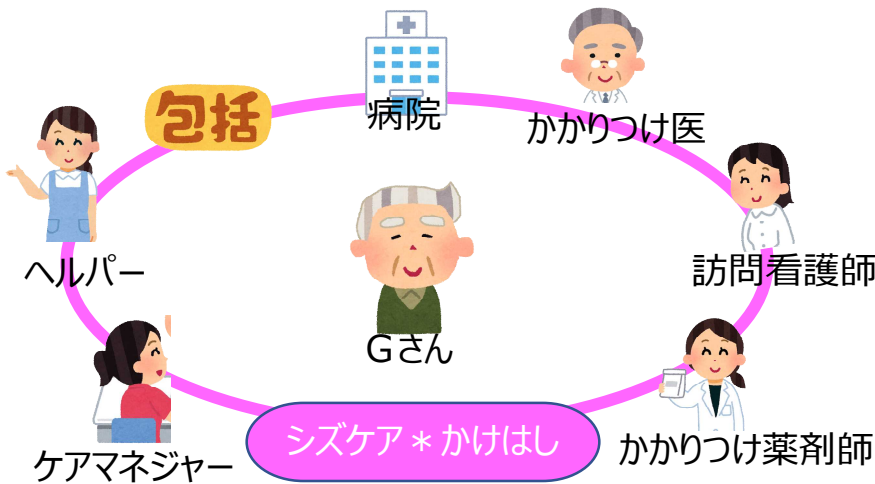 包括
病院
かかりつけ医
ヘルパー
訪問看護師
Gさん
ケアマネジャー
シズケア＊かけはし
かかりつけ薬剤師